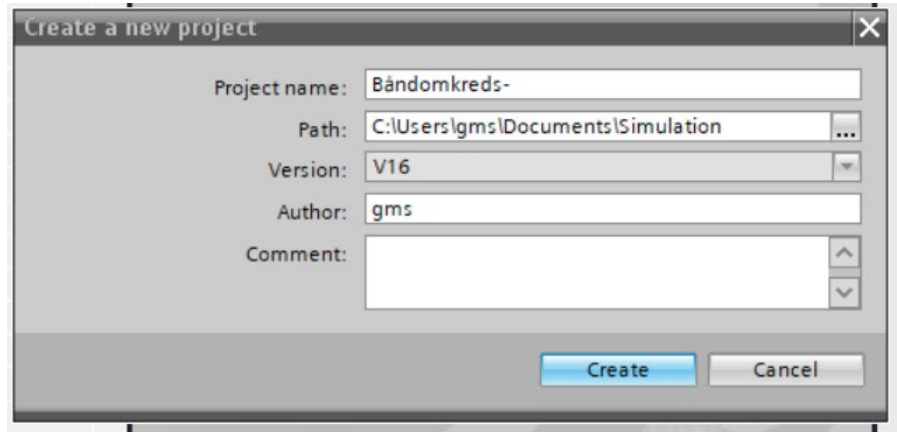 Create a new project
Project name: Båndomkreds-
Path: C:\Users\gms\Documents\Simulation ...
Version: V16
Author: gms
Comment:
Create Cancel